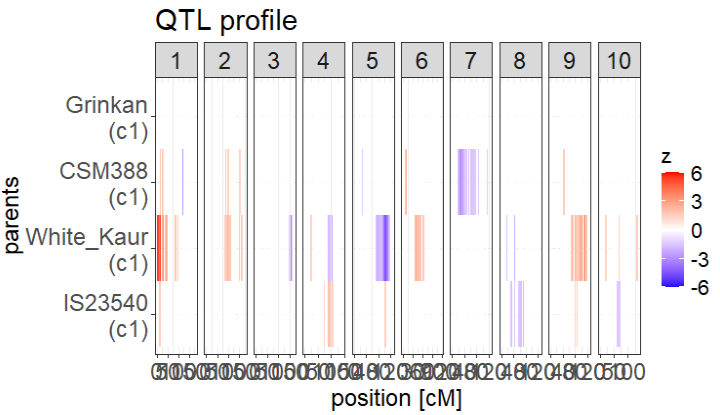 QTL profile
1 2 3 4 5 6 7 8 9 10
Grinkan
(c1)
CSM388
(c1)
White_Kaur
(c1)
IS23540
(c1)
parents
z
6
3
0
-3
-6
position [cM]